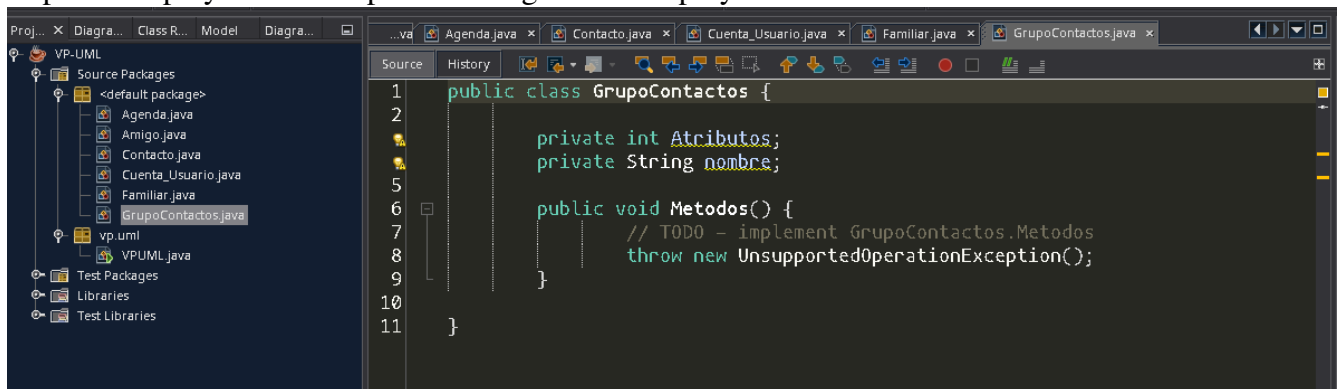 Proj... Diagra... Class R... Model Diagra...
VP-UML
Source Packages
<default package>
Agenda.java
Amigo.java
Contacto.java
Cuenta_Usuario.java
Familiar.java
GrupoContactos.java
vp.uml
VPUML.java
Test Packages
Libraries
Test Libraries
...va Agenda.java Contacto.java Cuenta_Usuario.java Familiar.java GrupoContactos.java
Source History
1 public class GrupoContactos {
2
private int Atributos;
private String nombre;
5
6 public void Metodos() {
7 // TODO - implement GrupoContactos.Metodos
8 throw new UnsupportedOperationException();
9 }
10
11 }